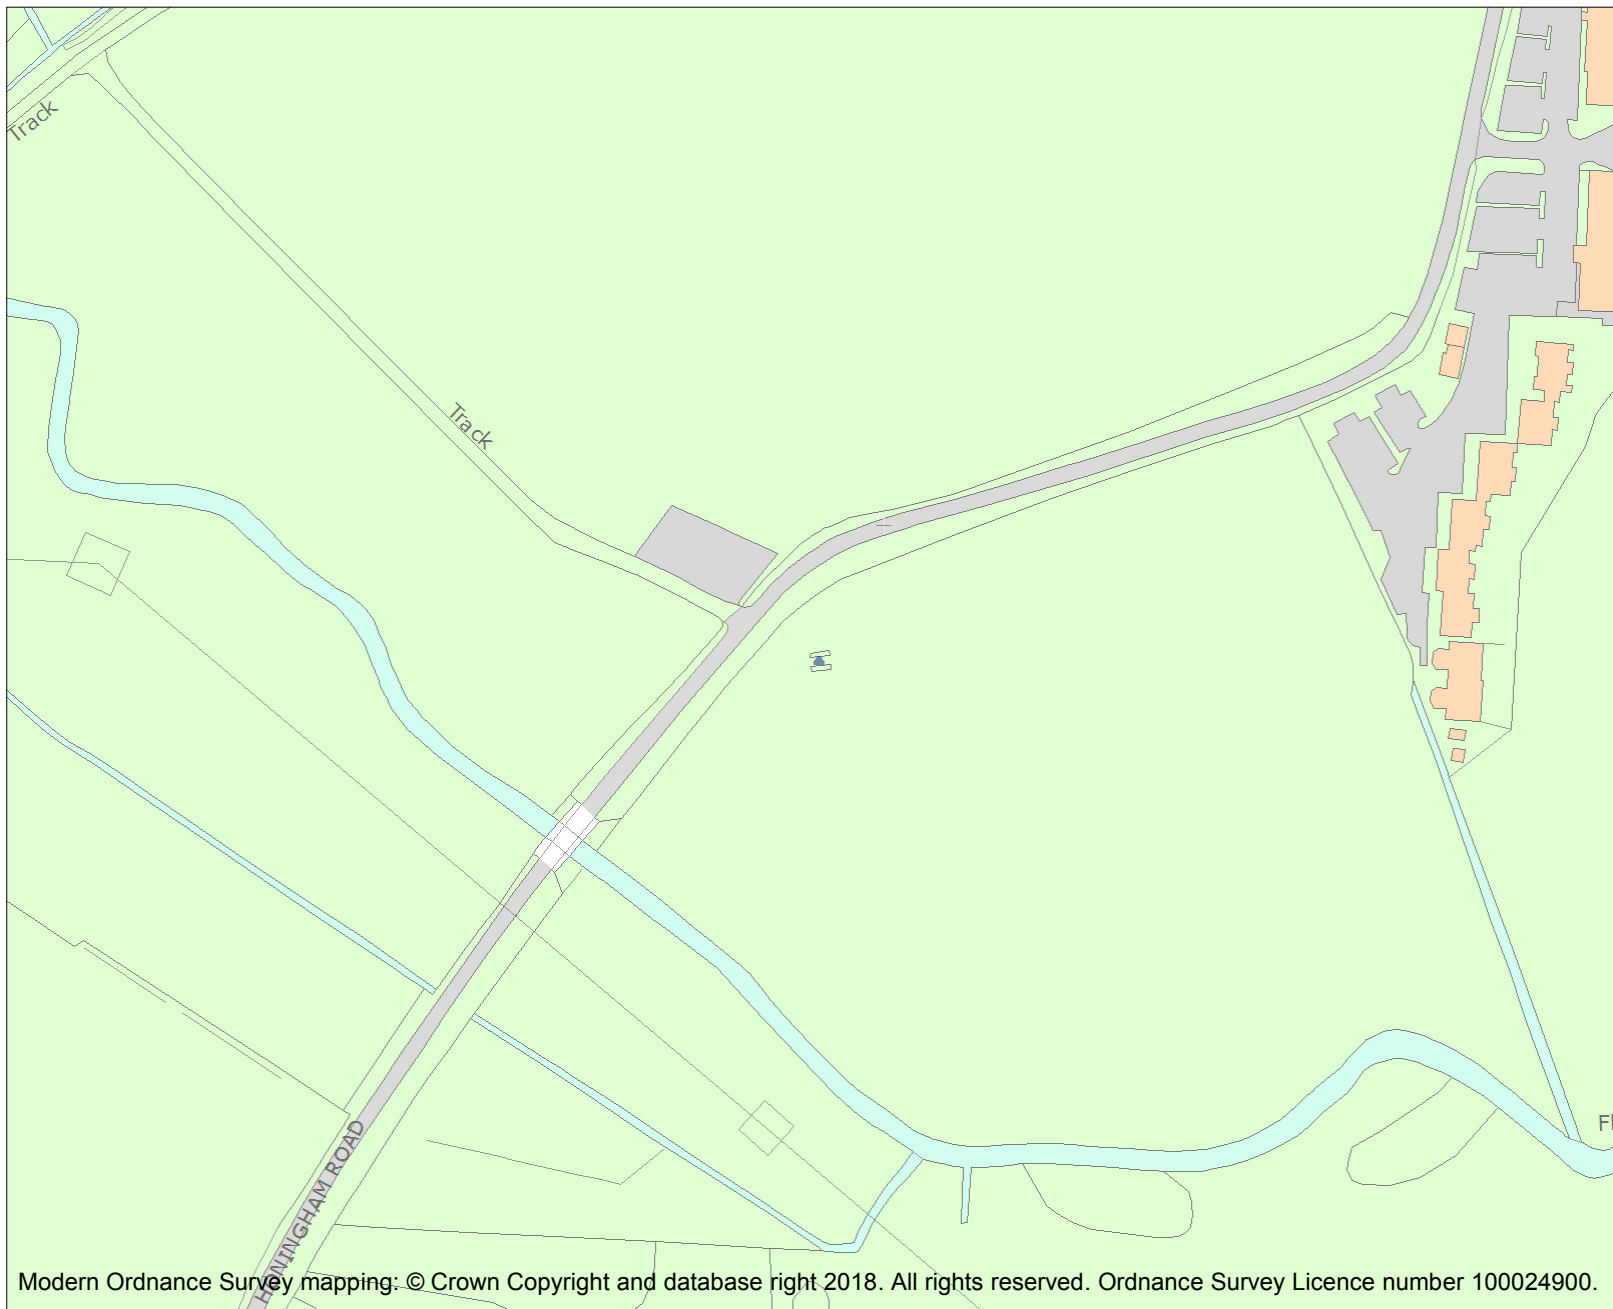 Track
Track
HONINGHAM ROAD
Modern Ordnance Survey mapping: © Crown Copyright and database right 2018. All rights reserved. Ordnance Survey Licence number 100024900.